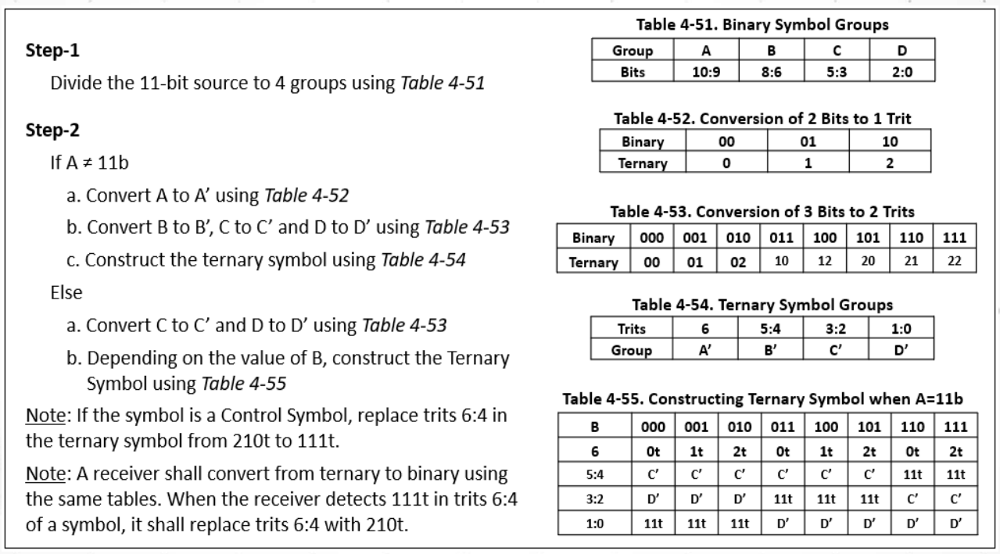 Step-1
Divide the 11-bit source to 4 groups using Table 4-51
Step-2
If A ≠ 11b
a. Convert A to A’ using Table 4-52
b. Convert B to B’, C to C’ and D to D’ using Table 4-53
c. Construct the ternary symbol using Table 4-54
Else
a. Convert C to C’ and D to D’ using Table 4-53
b. Depending on the value of B, construct the Ternary
Symbol using Table 4-55
Note: If the symbol is a Control Symbol, replace trits 6:4 in
the ternary symbol from 210t to 111t.
Note: A receiver shall convert from ternary to binary using
the same tables. When the receiver detects 111t in trits 6:4
of a symbol, it shall replace trits 6:4 with 210t.
Table 4-51. Binary Symbol Groups
Group A B C D
Bits 10:9 8:6 5:3 2:0
Table 4-52. Conversion of 2 Bits to 1 Trit
Binary 00 01 10
Ternary 0 1 2
Table 4-53. Conversion of 3 Bits to 2 Trits
Binary 000 001 010 011 100 101 110 111
Ternary 00 01 02 10 12 20 21 22
Table 4-54. Ternary Symbol Groups
Trits 6 5:4 3:2 1:0
Group A’ B’ C’ D’
Table 4-55. Constructing Ternary Symbol when A=11b
B 000 001 010 011 100 101 110 111
6 0t 1t 2t 0t 1t 2t 0t 2t
5:4 C’ C’ C’ C’ C’ C’ 11t 11t
3:2 D’ D’ D’ 11t 11t 11t C’ C’
1:0 11t 11t 11t D’ D’ D’ D’ D’